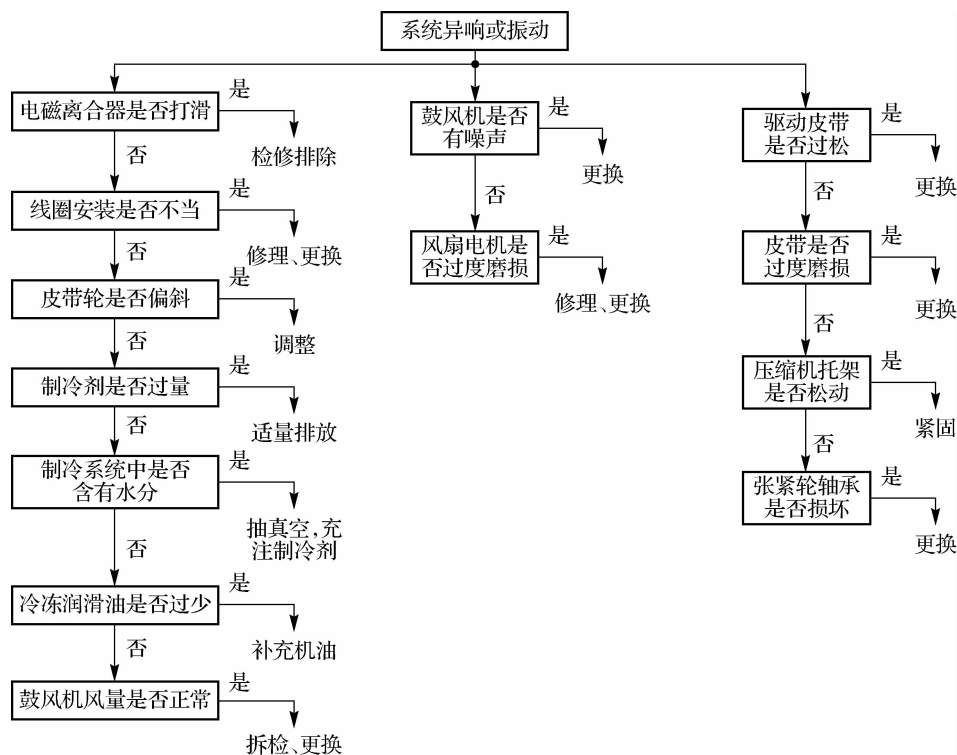 系统异响或振动
电磁离合器是否打滑
是
检修排除
否
线圈安装是否不当
是
修理、更换
否
皮带轮是否偏斜
是
调整
否
制冷剂是否过量
是
适量排放
否
制冷系统中是否
含有水分
是
抽真空,充
注制冷剂
否
冷冻润滑油是否过少
是
补充机油
否
鼓风机风量是否正常
是
拆检、更换
鼓风机是否
有噪声
是
更换
否
风扇电机是
否过度磨损
是
修理、更换
驱动皮带
是否过松
是
更换
否
皮带是否
过度磨损
是
更换
否
压缩机托架
是否松动
是
紧固
否
张紧轮轴承
是否损坏
是
更换